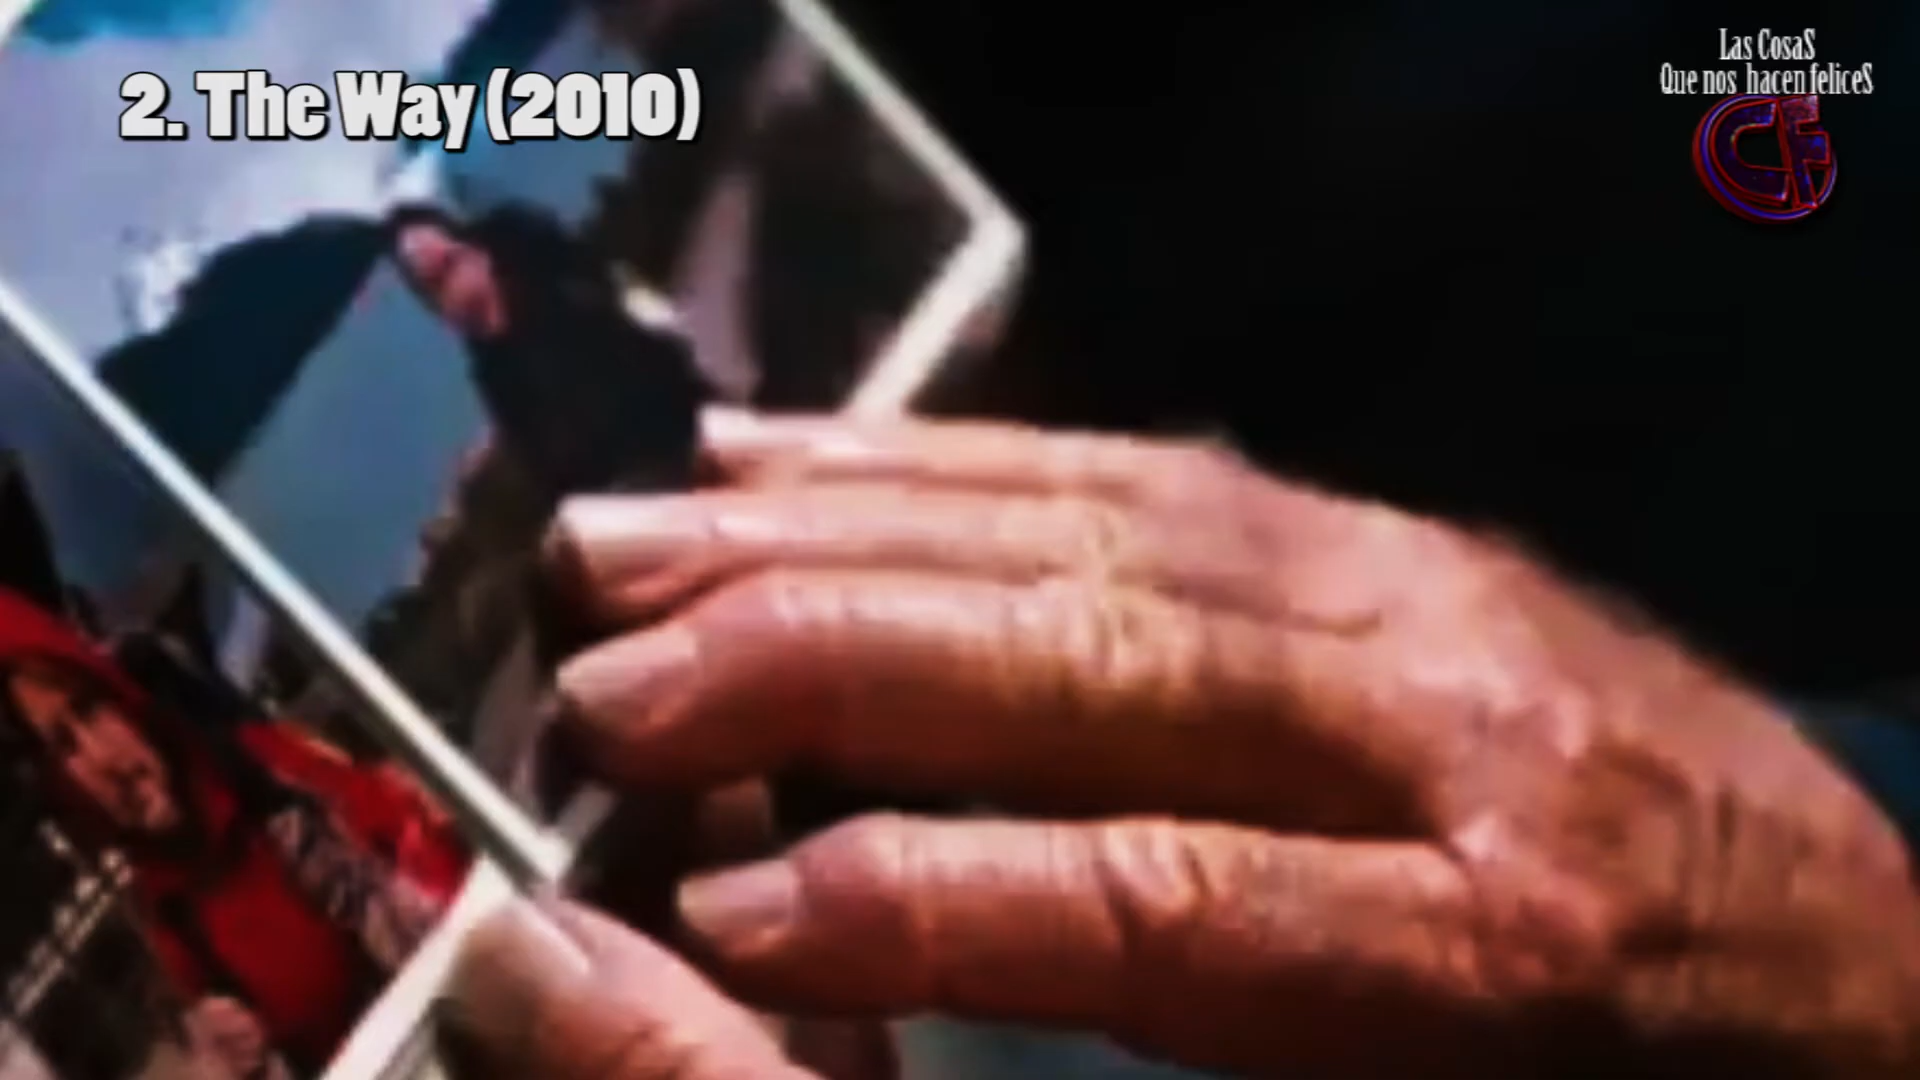 2. The Way (2010)
Las CosaS
Que nos hacen feliceS
CF